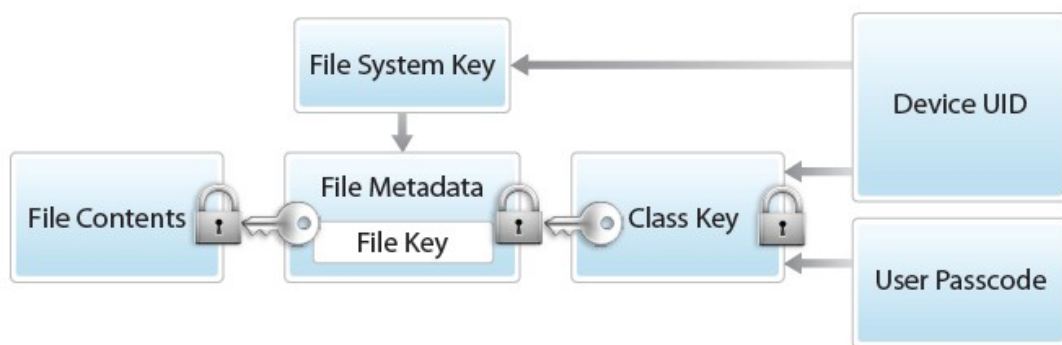 File System Key
Device UID
File Contents
File Metadata
File Key
Class Key
User Passcode